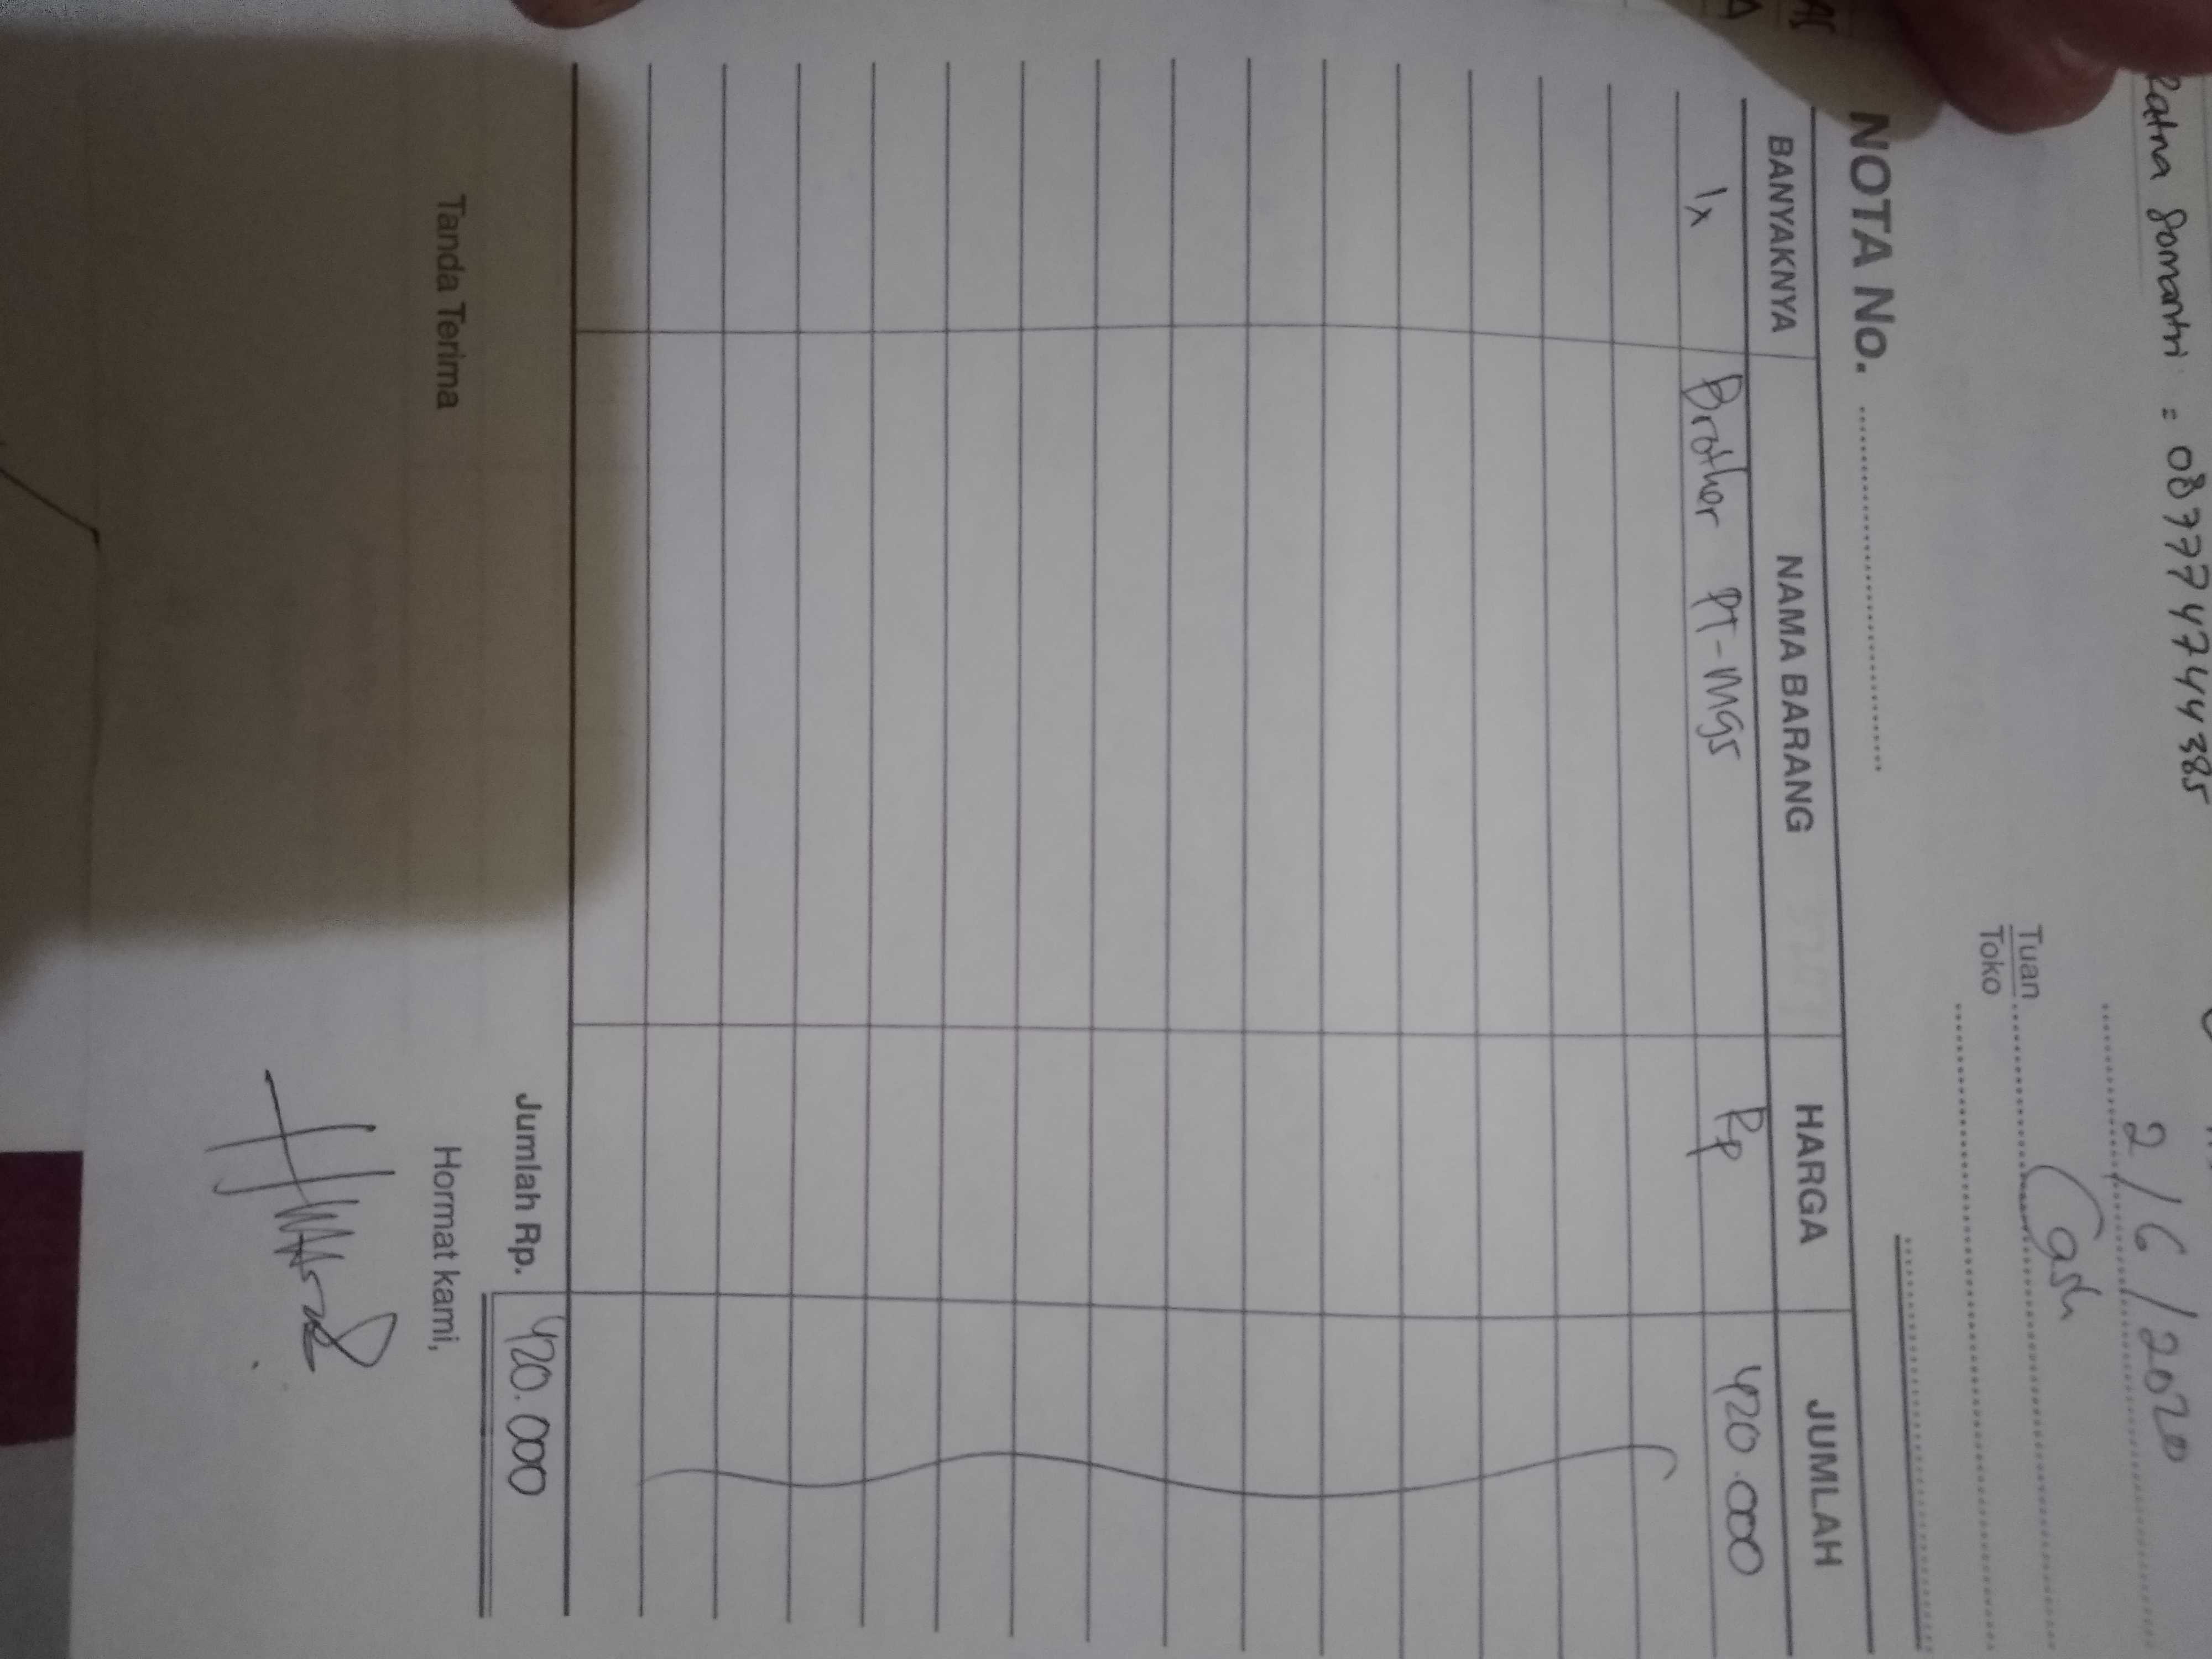 Ratna Somantri = 087774744385
2/6/2020
Tuan Cash
Toko
NOTA No.
BANYAKNYA NAMA BARANG HARGA JUMLAH
1x Brother PT-M95 Rp 420.000
Jumlah Rp. 420.000
Tanda Terima Hormat kami,